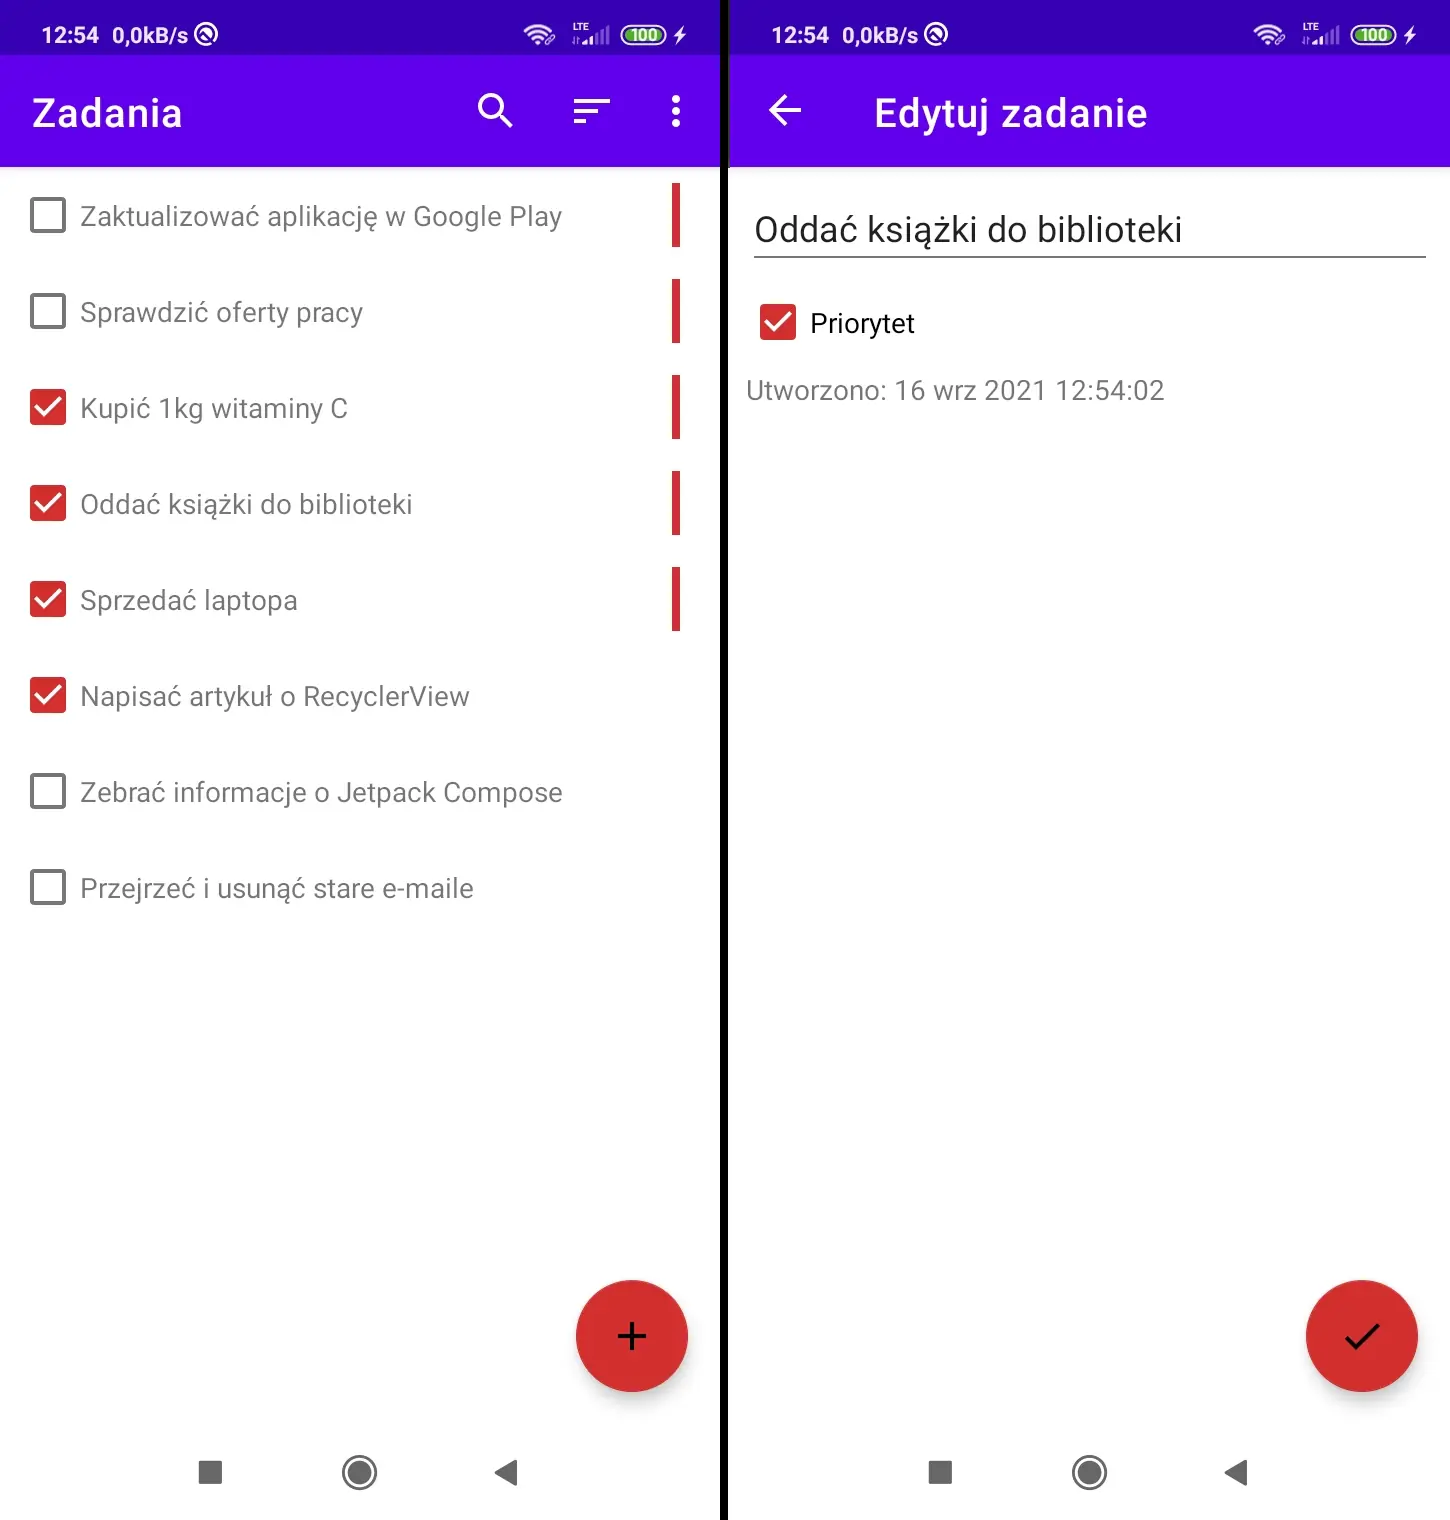 12:54 0,0kB/s
LTE
100
Zadania
Zaktualizować aplikację w Google Play
Sprawdzić oferty pracy
Kupić 1kg witaminy C
Oddać książki do biblioteki
Sprzedać laptopa
Napisać artykuł o RecyclerView
Zebrać informacje o Jetpack Compose
Przejrzeć i usunąć stare e-maile
12:54 0,0kB/s
LTE
100
Edytuj zadanie
Oddać książki do biblioteki
Priorytet
Utworzono: 16 wrz 2021 12:54:02